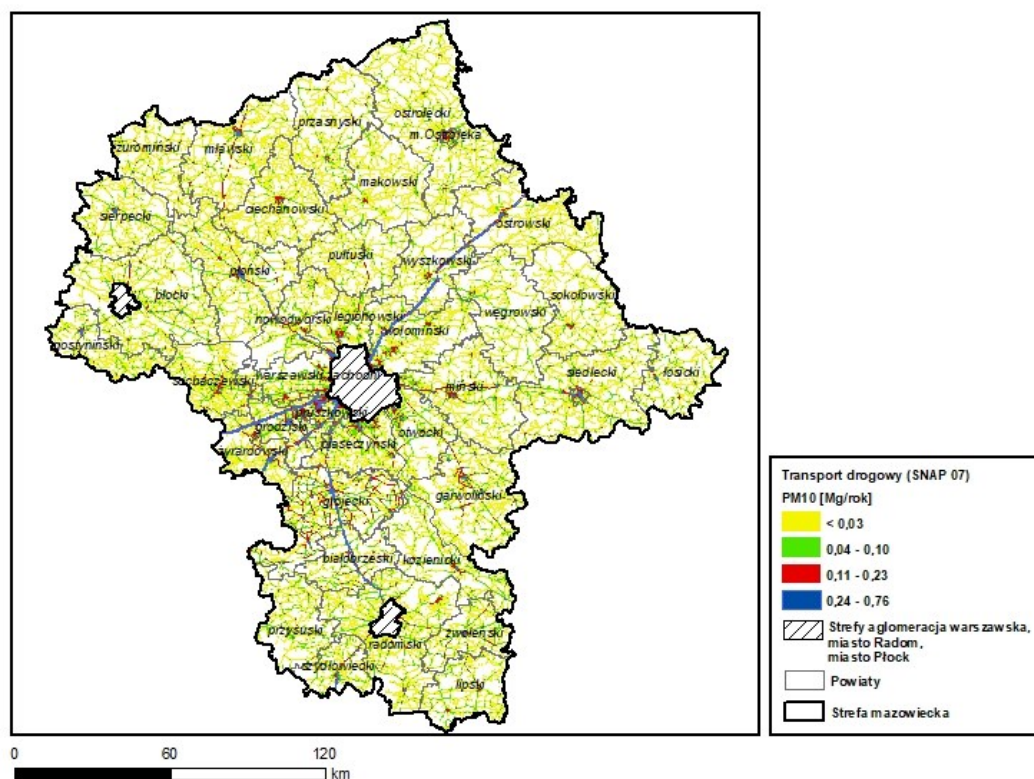 przasnyski
ostrołęcki
m.Ostrołęka
żuromiński
mławski
makowski
sierpecki
ciechanowski
ostrowski
pułtuski
wyszkowski
płoński
sokołowski
płocki
węgrowski
legionowski
nowodworski
wołomiński
gostyniński
warszawski zachodni
sochaczewski
miński
siedlecki
łosicki
pruszkowski
grodziski
otwocki
piaseczyński
żyrardowski
garwoliński
grójecki
białobrzeski
kozienicki
przysuski
zwoleński
radomski
szydłowiecki
lipski
Transport drogowy (SNAP 07)
PM10 [Mg/rok]
< 0,03
0,04 - 0,10
0,11 - 0,23
0,24 - 0,76
Strefy aglomeracja warszawska,
miasto Radom,
miasto Płock
Powiaty
Strefa mazowiecka
0 60 120
km